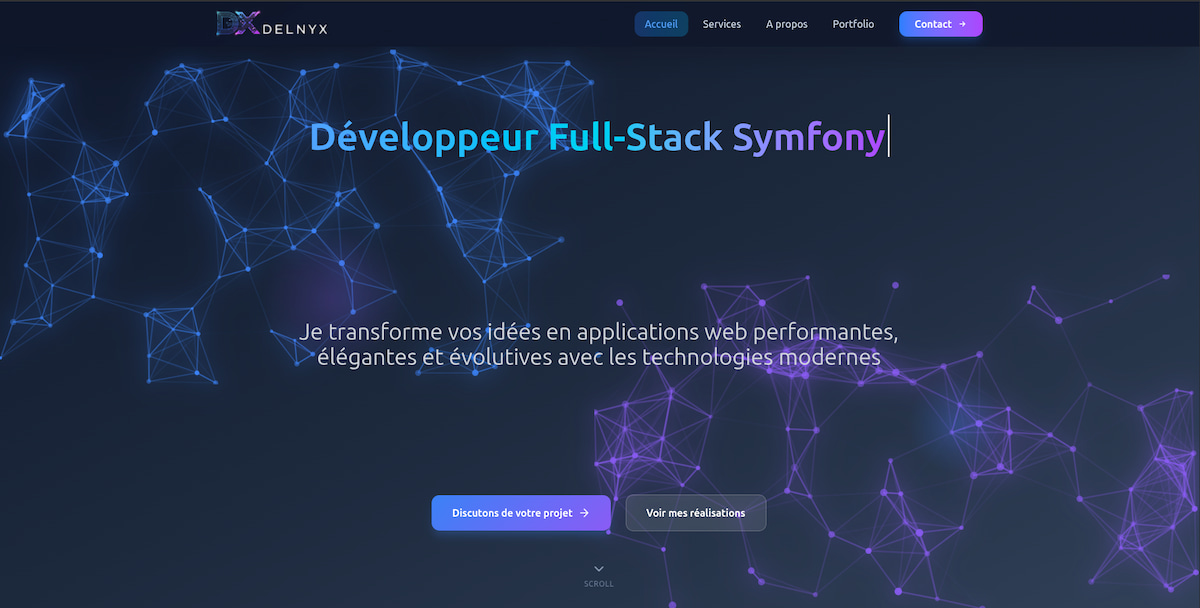 DX DELNYX
Accueil
Services
A propos
Portfolio
Contact →
Développeur Full-Stack Symfony
Je transforme vos idées en applications web performantes,
élégantes et évolutives avec les technologies modernes
Discutons de votre projet →
Voir mes réalisations
SCROLL